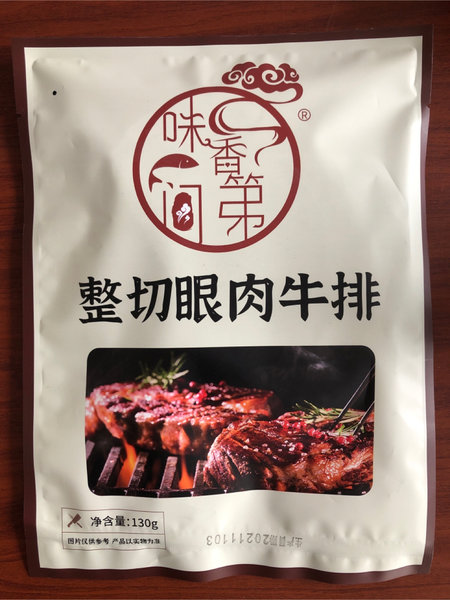 味香第
一间
®
整切眼肉牛排
净含量:130g
图片仅供参考 产品以实物为准
生产日期20211103